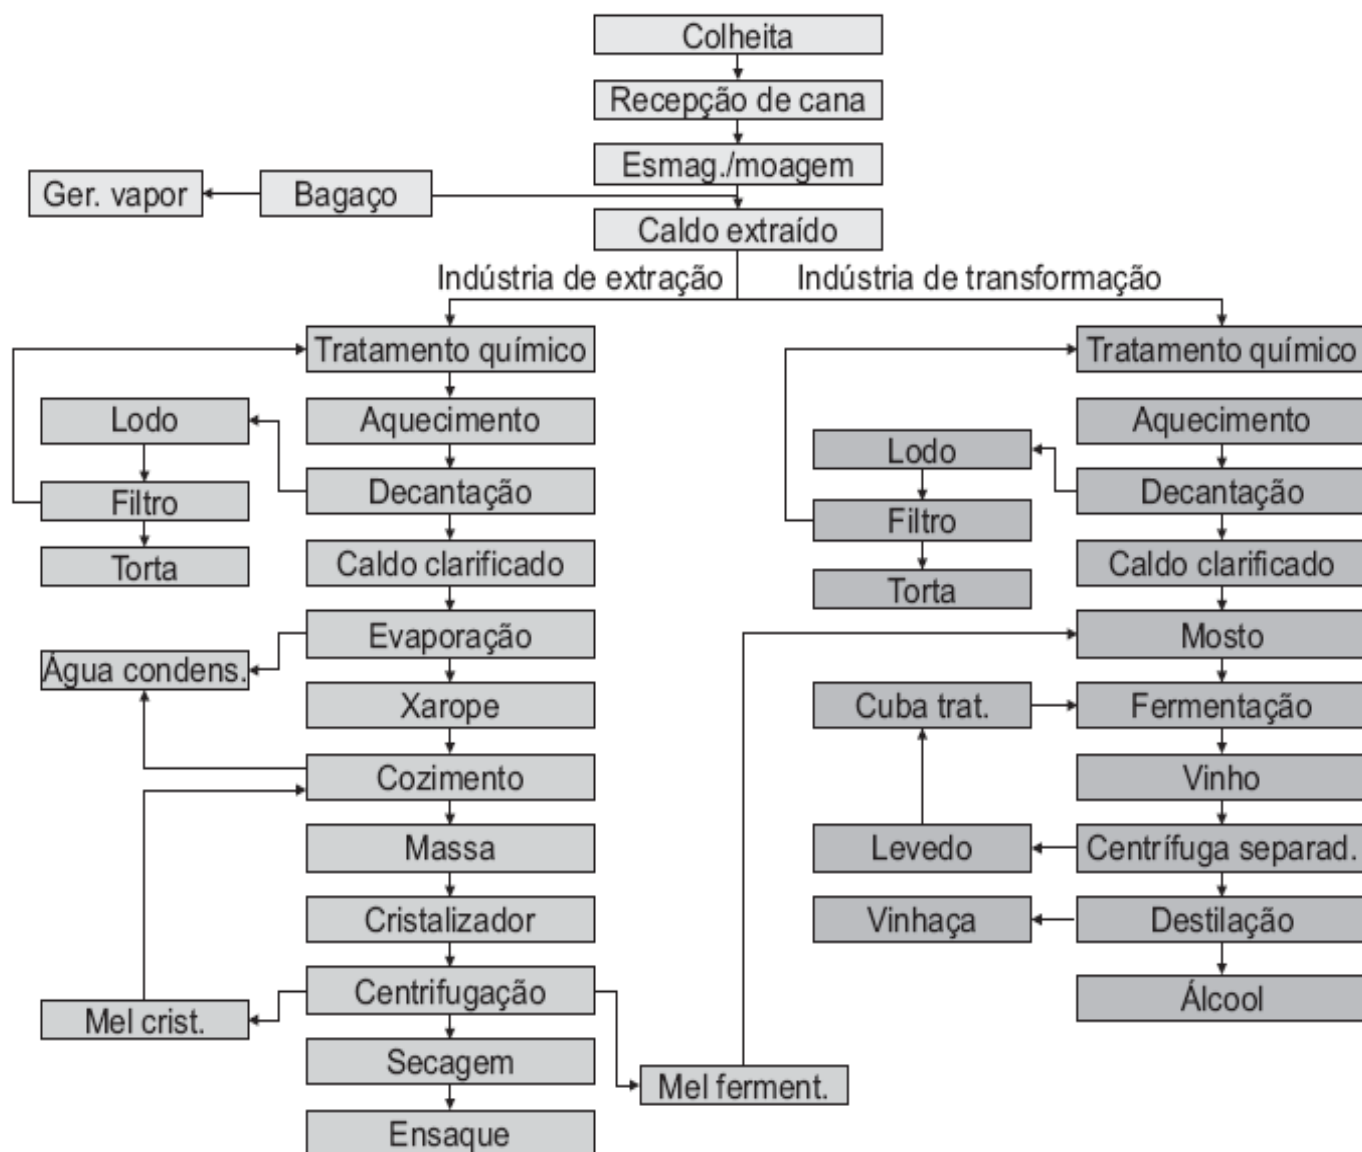 Colheita
Recepção de cana
Esmag./moagem
Ger. vapor
Bagaço
Caldo extraído
Indústria de extração
Indústria de transformação
Tratamento químico
Aquecimento
Lodo
Decantação
Filtro
Caldo clarificado
Torta
Evaporação
Água condens.
Xarope
Cozimento
Massa
Cristalizador
Centrifugação
Mel crist.
Secagem
Mel ferment.
Ensaque
Tratamento químico
Aquecimento
Lodo
Decantação
Filtro
Caldo clarificado
Torta
Mosto
Cuba trat.
Fermentação
Vinho
Levedo
Centrífuga separad.
Vinhaça
Destilação
Álcool